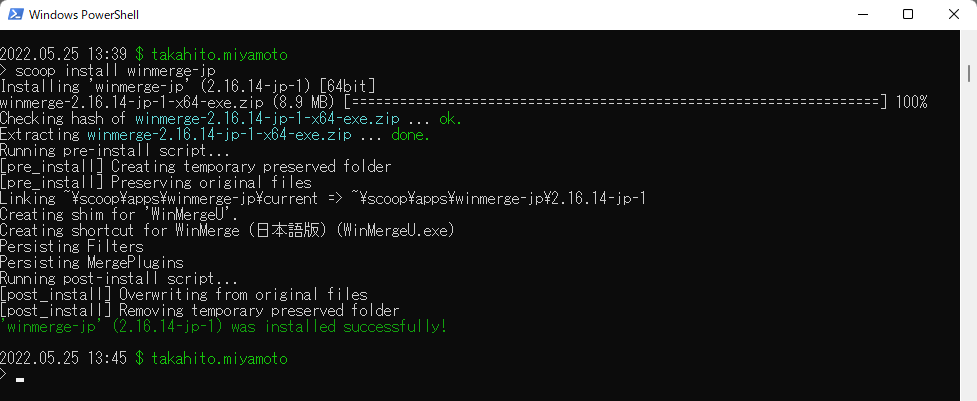 Windows PowerShell
2022.05.25 13:39 $ takahito.miyamoto
> scoop install winmerge-jp
Installing 'winmerge-jp' (2.16.14-jp-1) [64bit]
winmerge-2.16.14-jp-1-x64-exe.zip (8.9 MB) [==================================================================] 100%
Checking hash of winmerge-2.16.14-jp-1-x64-exe.zip ... ok.
Extracting winmerge-2.16.14-jp-1-x64-exe.zip ... done.
Running pre-install script...
[pre_install] Creating temporary preserved folder
[pre_install] Preserving original files
Linking ~¥scoop¥apps¥winmerge-jp¥current => ~¥scoop¥apps¥winmerge-jp¥2.16.14-jp-1
Creating shim for 'WinMergeU'.
Creating shortcut for WinMerge (日本語版) (WinMergeU.exe)
Persisting Filters
Persisting MergePlugins
Running post-install script...
[post_install] Overwriting from original files
[post_install] Removing temporary preserved folder
'winmerge-jp' (2.16.14-jp-1) was installed successfully!
2022.05.25 13:45 $ takahito.miyamoto
>